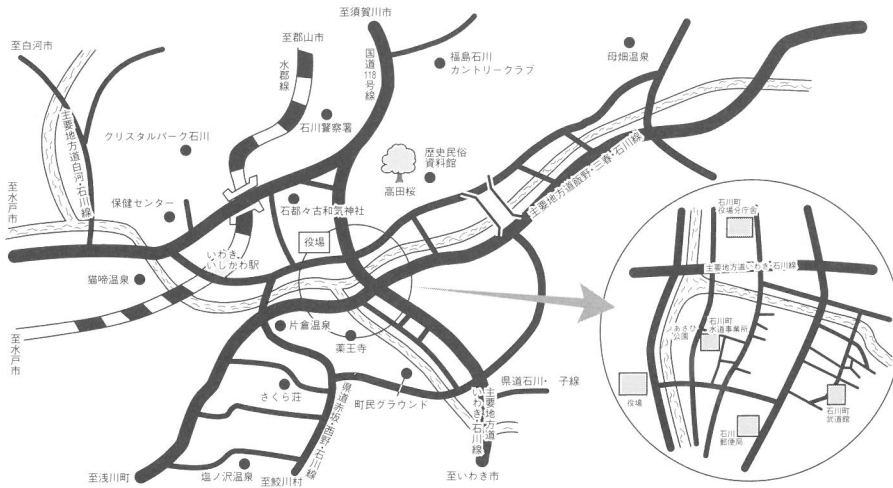 至須賀川市
至郡山市
至白河市
国道118号線
水郡線
福島石川
カントリークラブ
母畑温泉
主要地方道白河・石川線
石川警察署
クリスタルパーク石川
歴史民俗
資料館
高田桜
主要地方道飯野・三春・石川線
至水戸市
保健センター
石都々古和気神社
役場
いわき
いしかわ駅
猫啼温泉
至水戸市
片倉温泉
薬王寺
さくら荘
町民グラウンド
県道石川・
子線
主要地方道
いわき・石川線
県道赤坂・西野・石川線
至浅川町
塩ノ沢温泉
至鮫川村
至いわき市
石川町
役場分庁舎
主要地方道いわき・石川線
あさひ
公園
石川町
水道事業所
役場
石川
郵便局
石川町
武道館